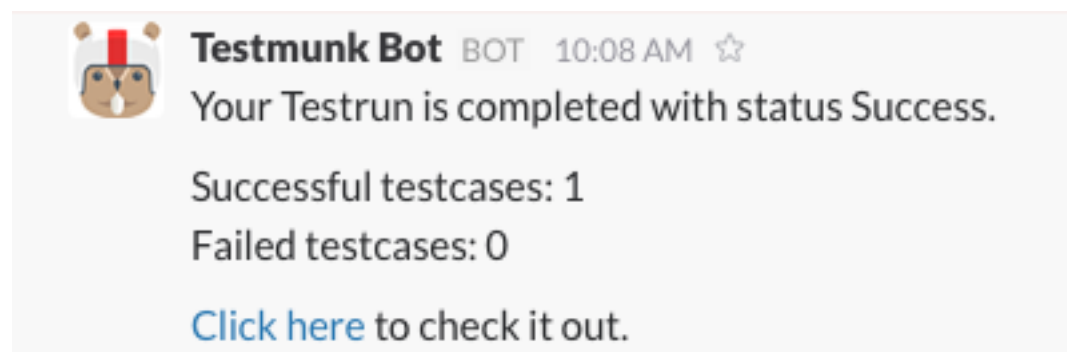 Testmunk Bot BOT 10:08 AM
Your Testrun is completed with status Success.
Successful testcases: 1
Failed testcases: 0
Click here to check it out.